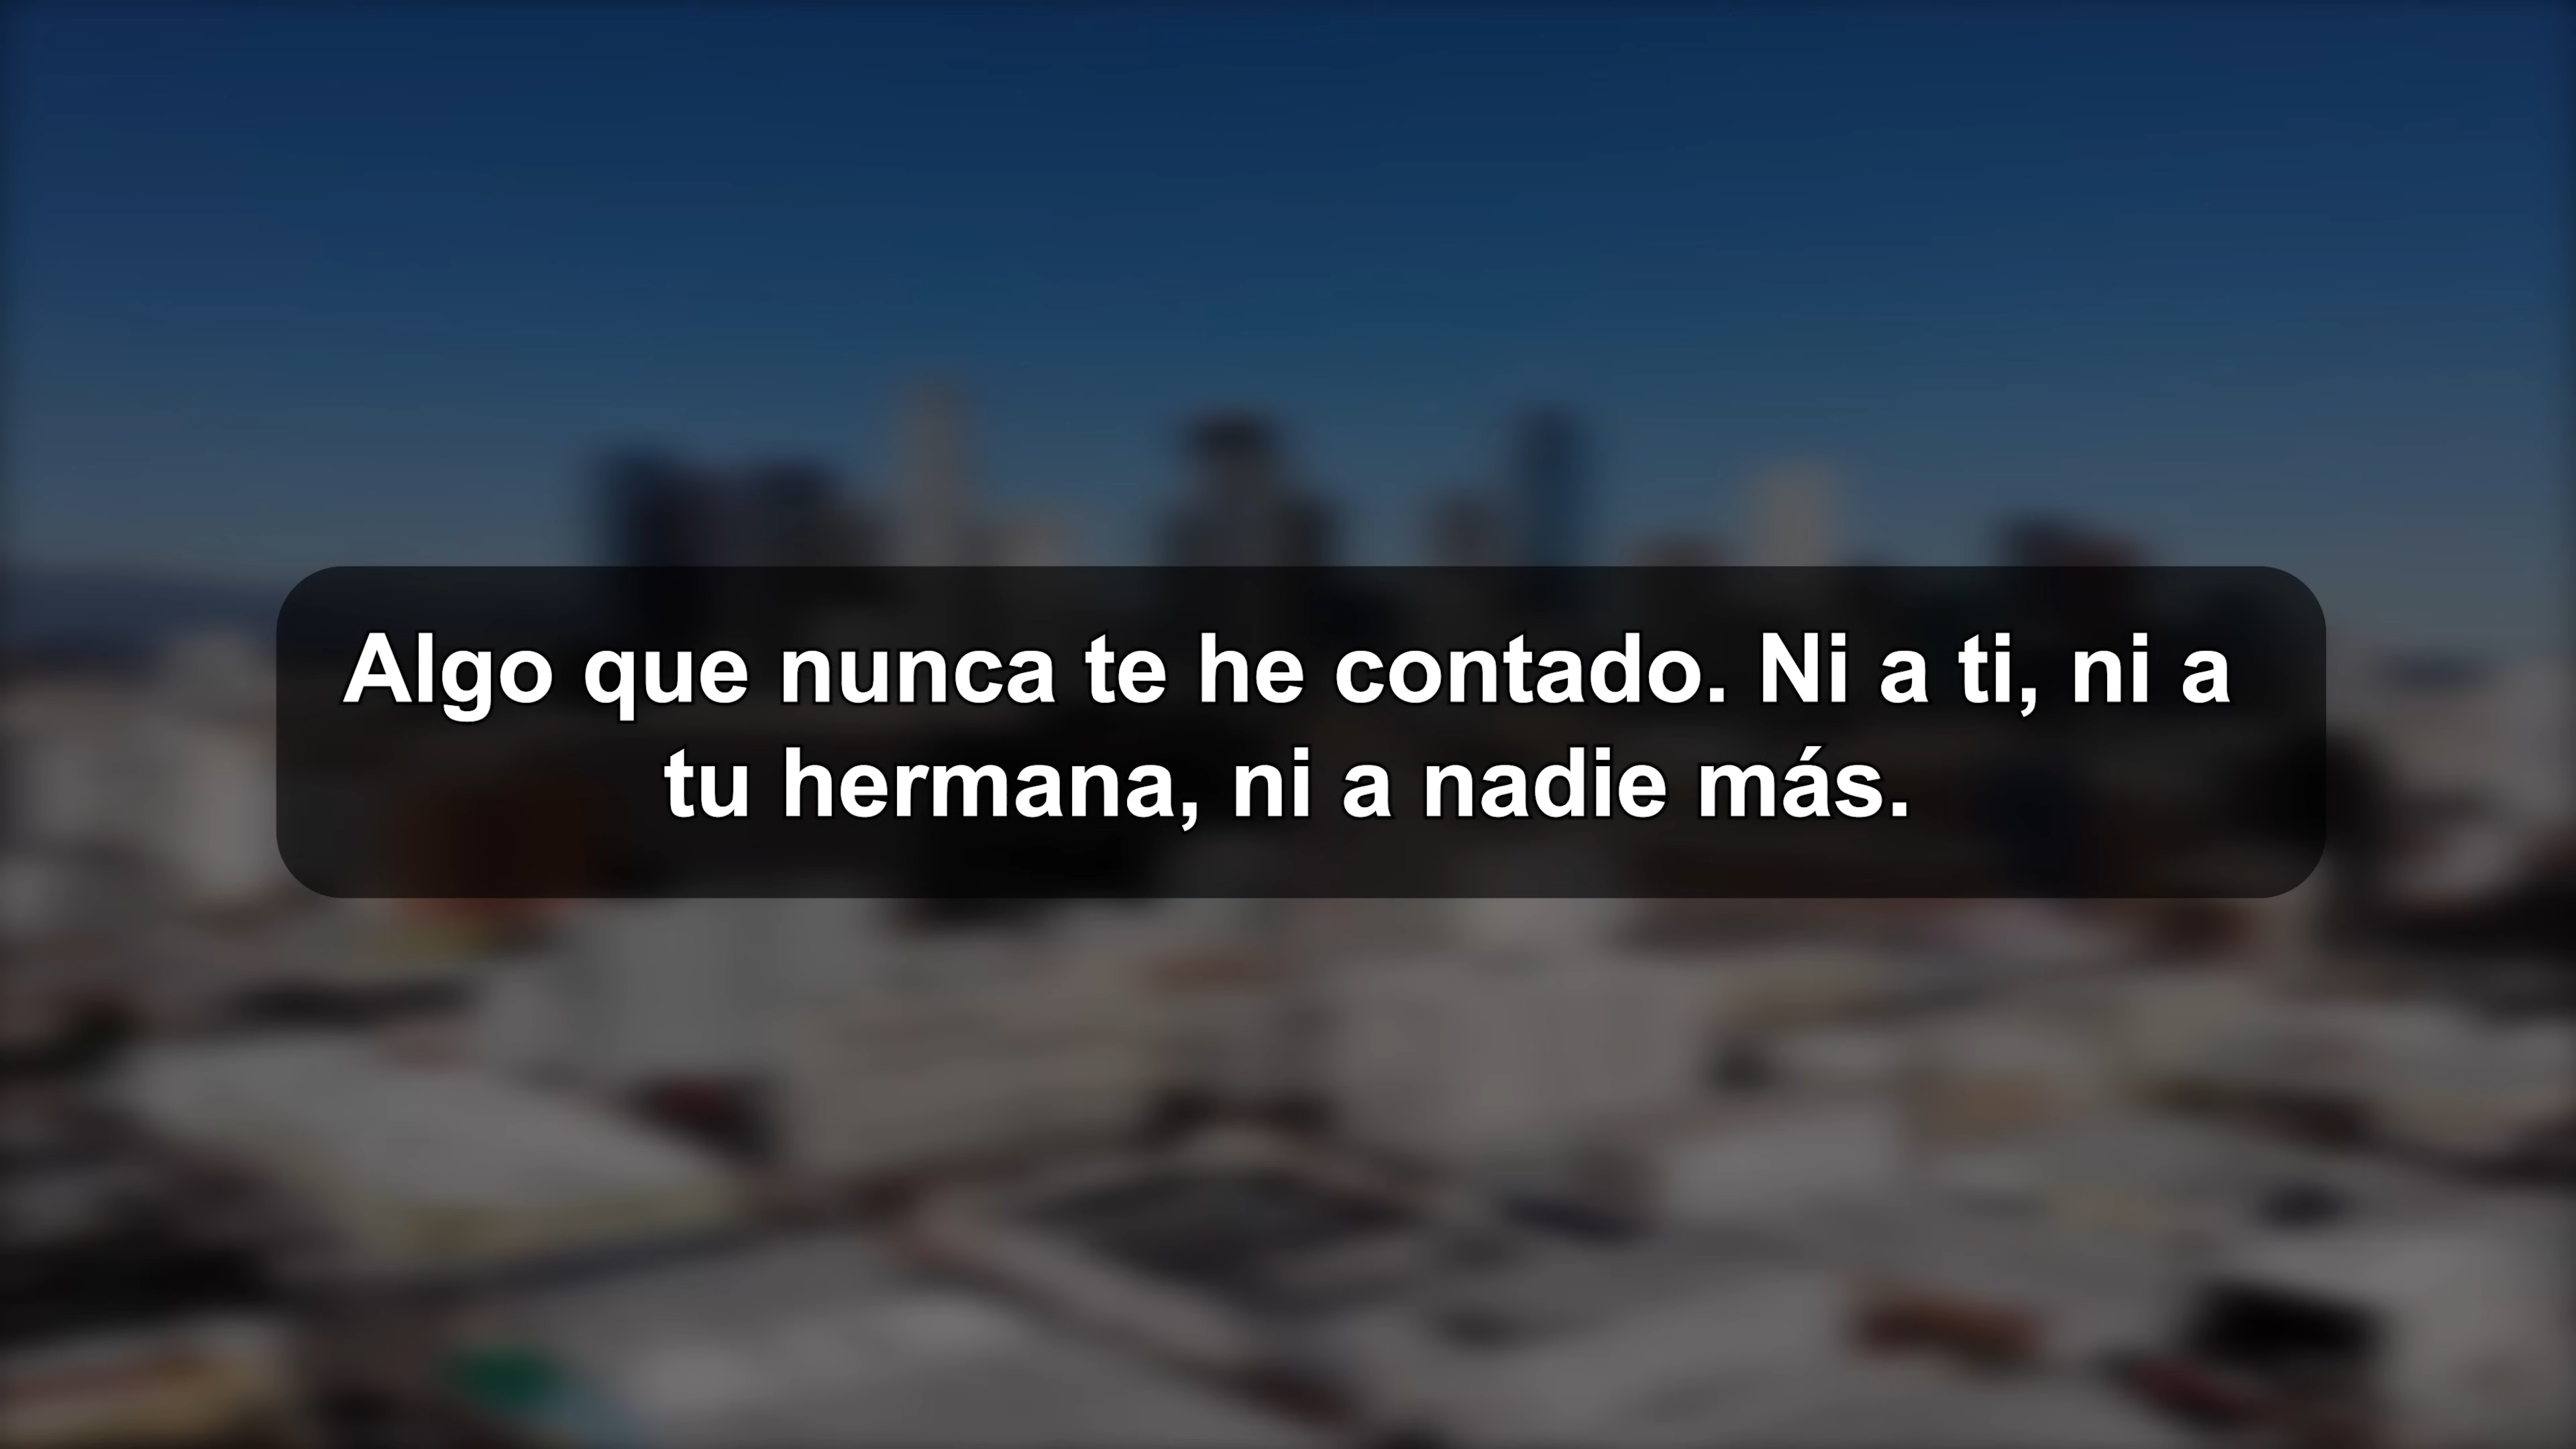 Algo que nunca te he contado. Ni a ti, ni a
tu hermana, ni a nadie más.